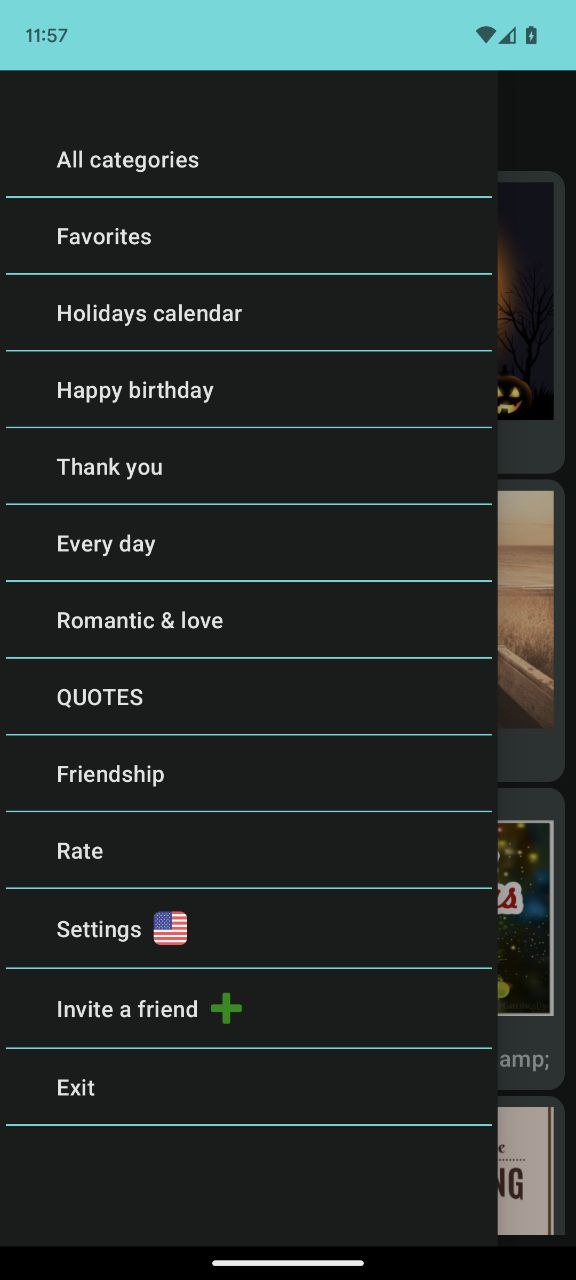 11:57
All categories
Favorites
Holidays calendar
Happy birthday
Thank you
Every day
Romantic & love
QUOTES
Friendship
Rate
Settings
Invite a friend
amp;
Exit